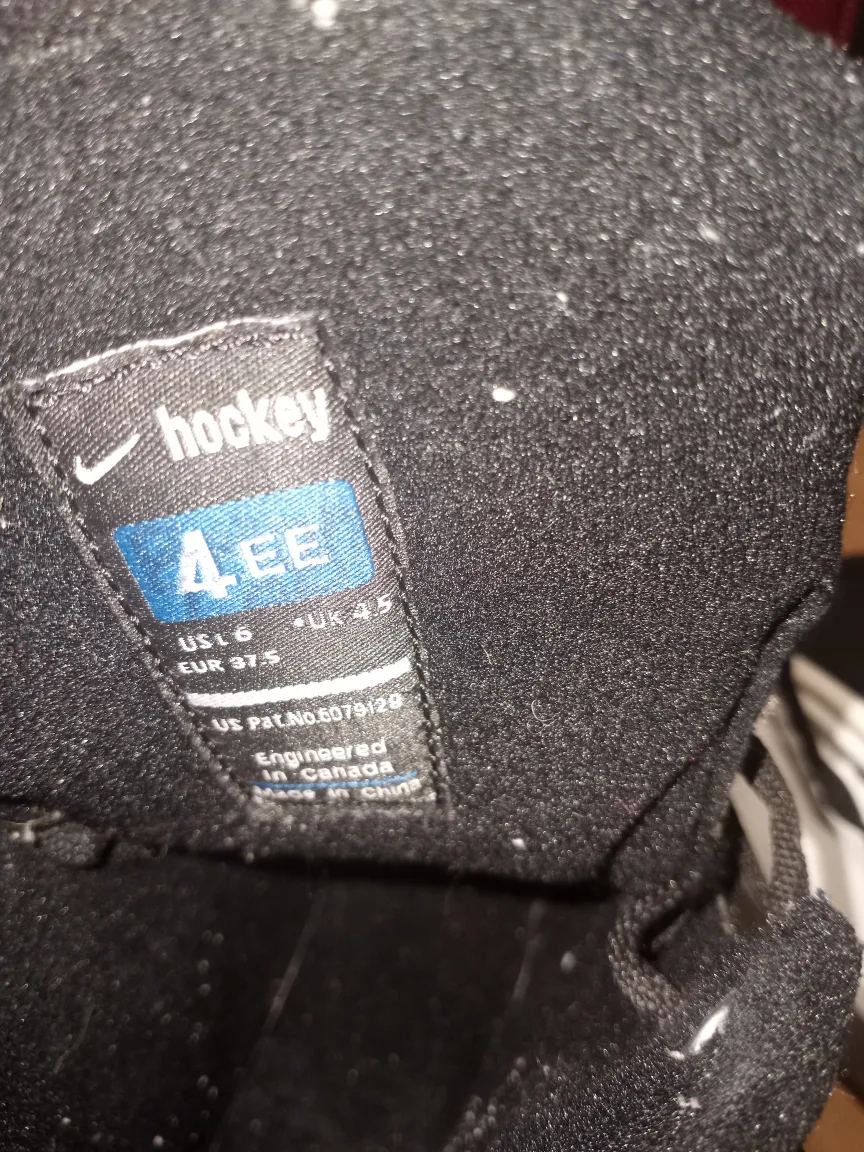 hockey
4 EE
US L 6 •UK 4.5
EUR 37.5
US Pat.No.6079128
Engineered
in Canada
Made in China